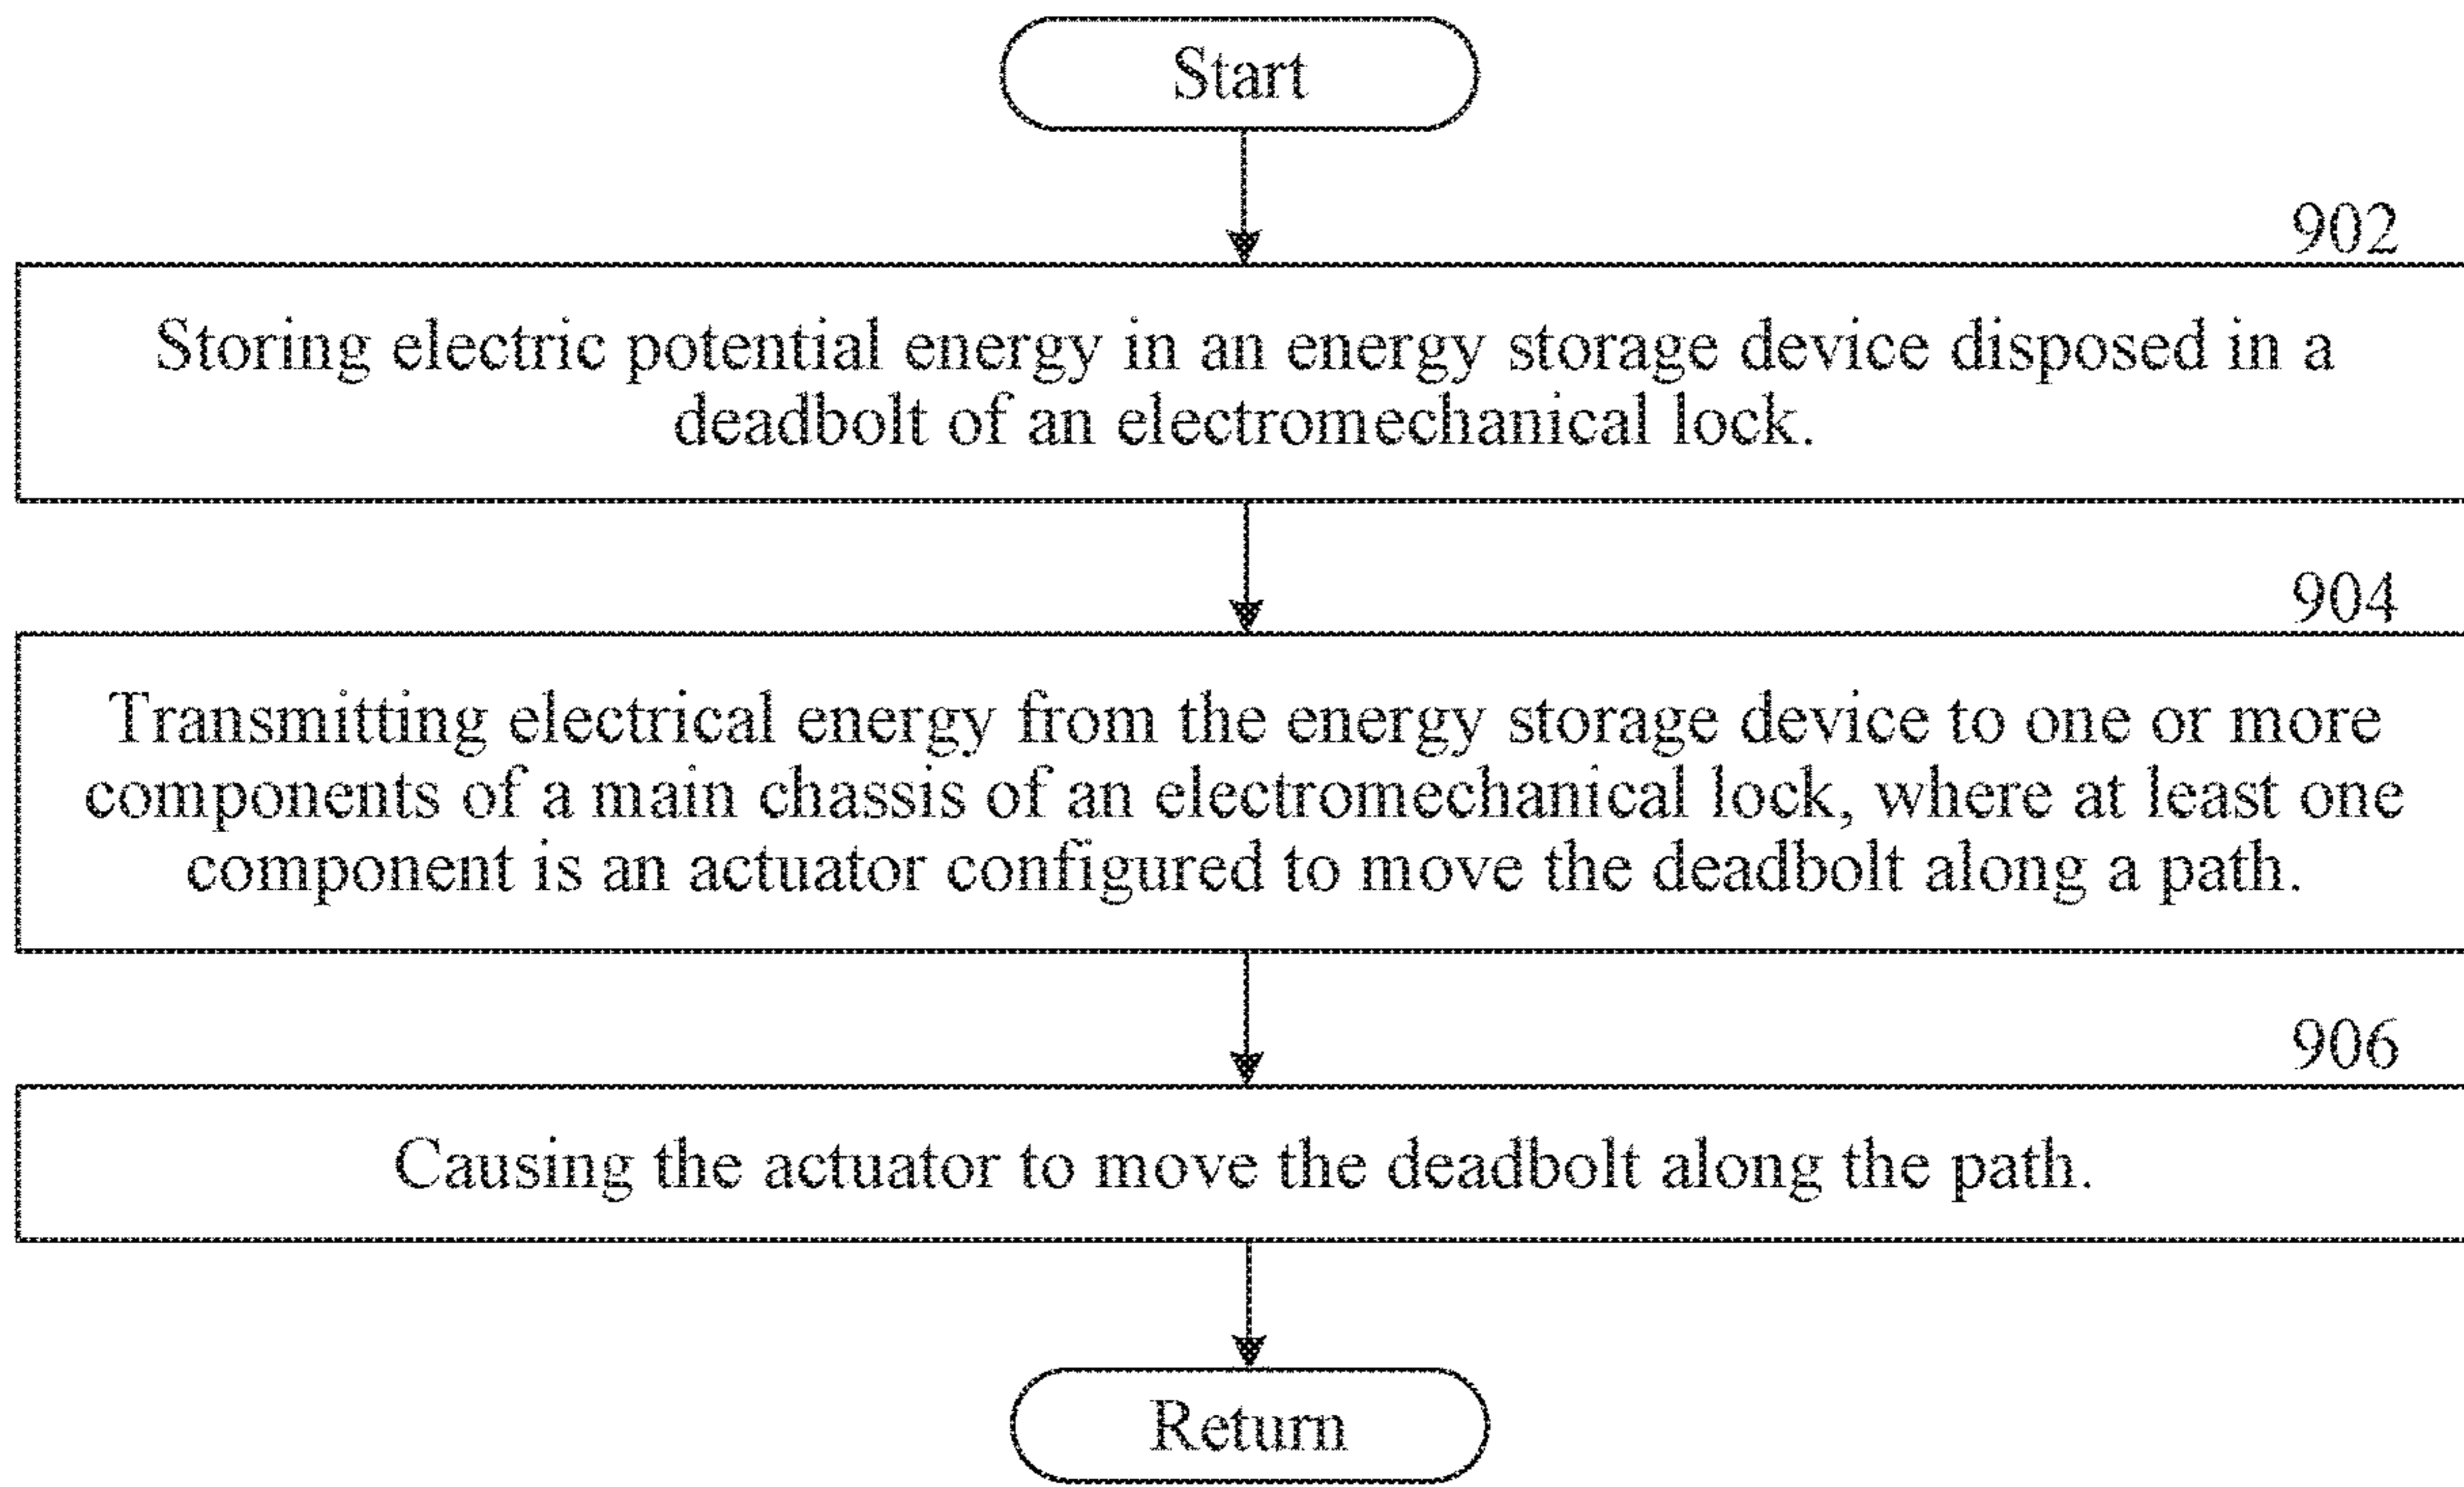 Start
902
Storing electric potential energy in an energy storage device disposed in a
deadbolt of an electromechanical lock.
904
Transmitting electrical energy from the energy storage device to one or more
components of a main chassis of an electromechanical lock, where at least one
component is an actuator configured to move the deadbolt along a path.
906
Causing the actuator to move the deadbolt along the path.
Return